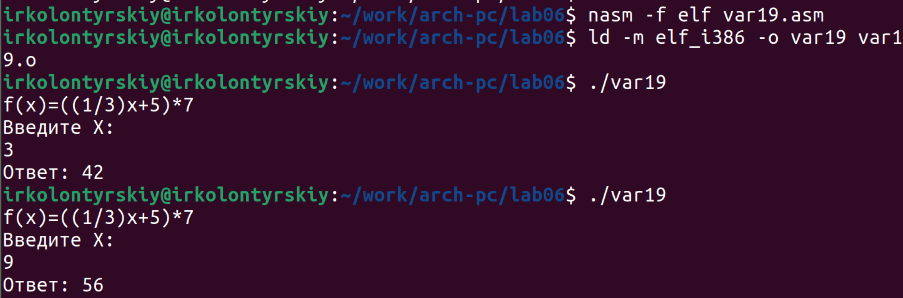 irkolontyrskiy@irkolontyrskiy:~/work/arch-pc/lab06$ nasm -f elf var19.asm
irkolontyrskiy@irkolontyrskiy:~/work/arch-pc/lab06$ ld -m elf_i386 -o var19 var1
9.o
irkolontyrskiy@irkolontyrskiy:~/work/arch-pc/lab06$ ./var19
f(x)=((1/3)x+5)*7
Введите X:
3
Ответ: 42
irkolontyrskiy@irkolontyrskiy:~/work/arch-pc/lab06$ ./var19
f(x)=((1/3)x+5)*7
Введите X:
9
Ответ: 56